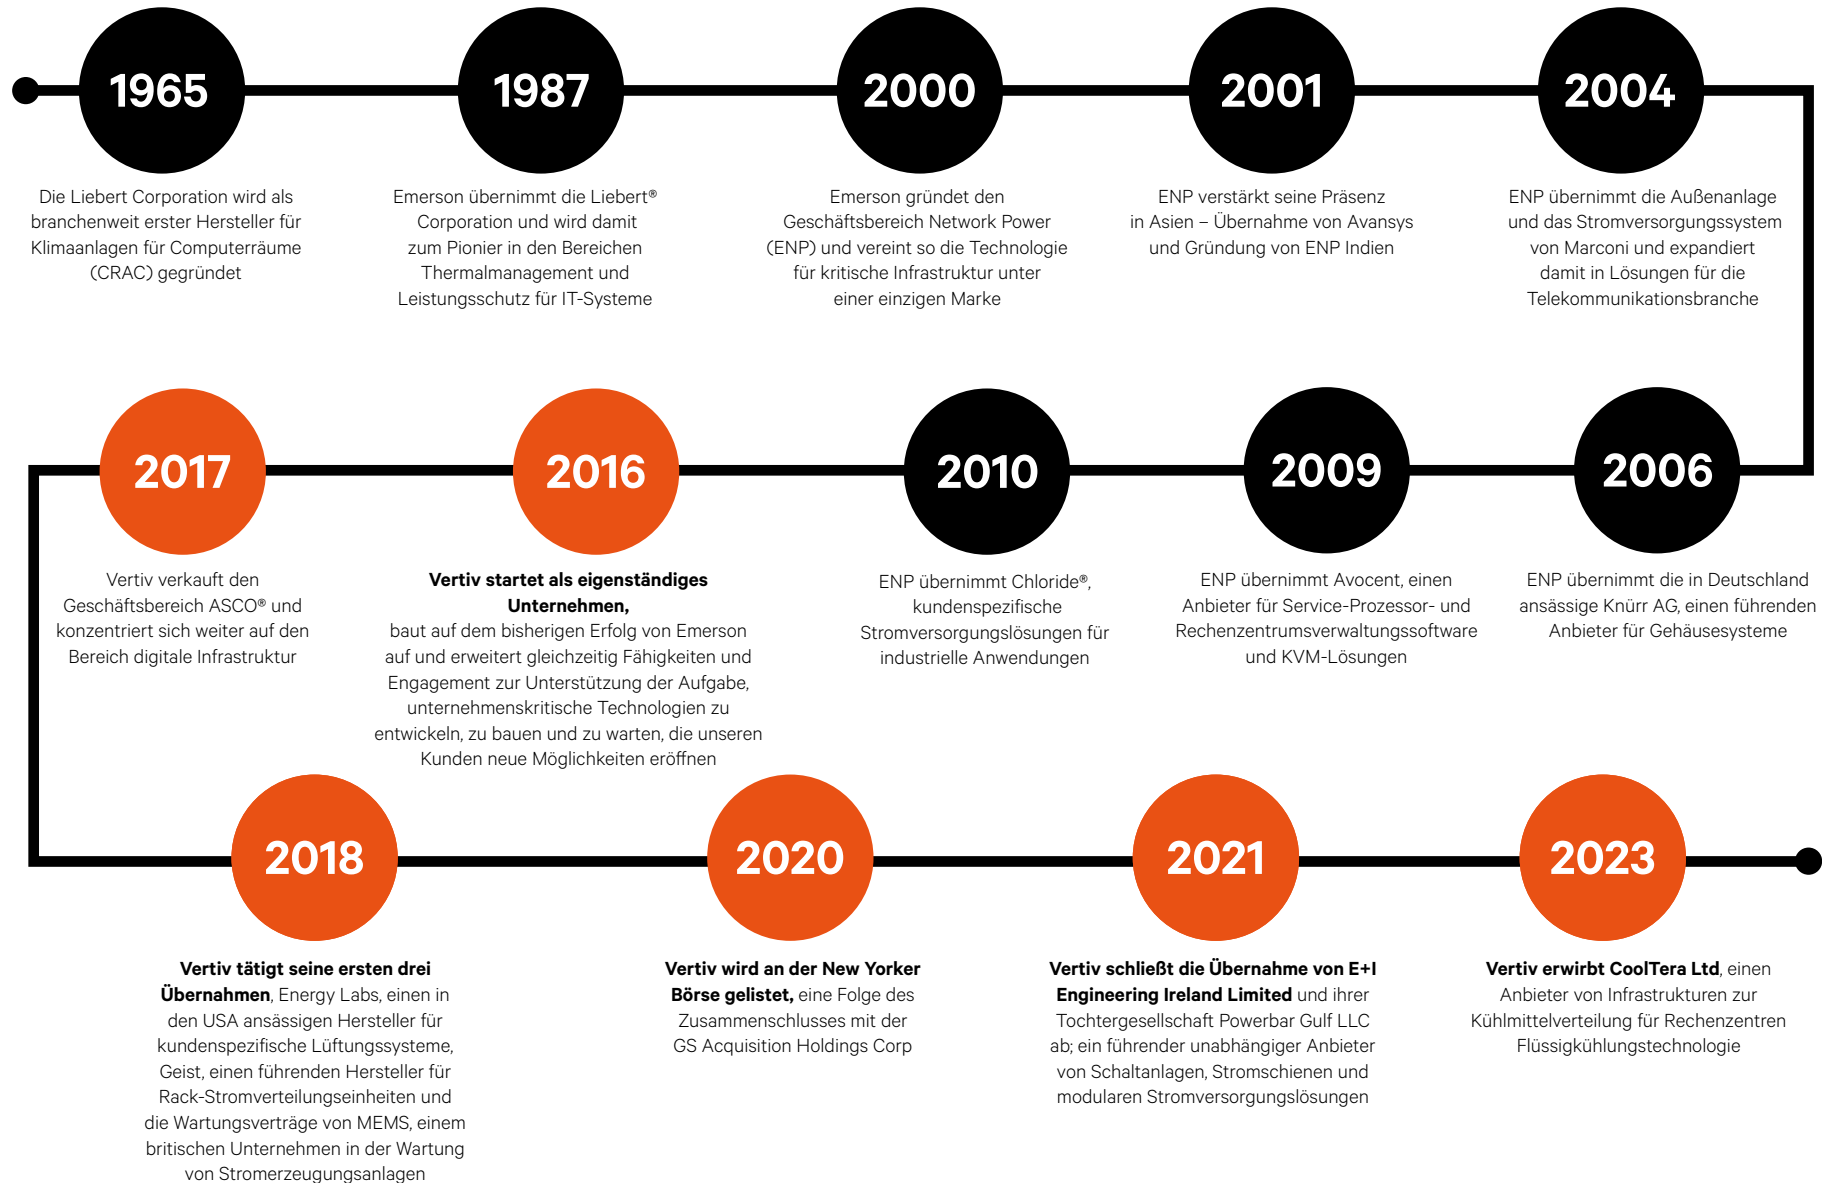 1965
Die Liebert Corporation wird als
branchenweit erster Hersteller für
Klimaanlagen für Computerräume
(CRAC) gegründet
1987
Emerson übernimmt die Liebert®
Corporation und wird damit
zum Pionier in den Bereichen
Thermalmanagement und
Leistungsschutz für IT-Systeme
2000
Emerson gründet den
Geschäftsbereich Network Power
(ENP) und vereint so die Technologie
für kritische Infrastruktur unter
einer einzigen Marke
2001
ENP verstärkt seine Präsenz
in Asien – Übernahme von Avansys
und Gründung von ENP Indien
2004
ENP übernimmt die Außenanlage
und das Stromversorgungssystem
von Marconi und expandiert
damit in Lösungen für die
Telekommunikationsbranche
2006
ENP übernimmt die in Deutschland
ansässige Knürr AG, einen führenden
Anbieter für Gehäusesysteme
2009
ENP übernimmt Avocent, einen
Anbieter für Service-Prozessor- und
Rechenzentrumsverwaltungssoftware
und KVM-Lösungen
2010
ENP übernimmt Chloride®,
kundenspezifische
Stromversorgungslösungen für
industrielle Anwendungen
2016
Vertiv startet als eigenständiges
Unternehmen,
baut auf dem bisherigen Erfolg von Emerson
auf und erweitert gleichzeitig Fähigkeiten und
Engagement zur Unterstützung der Aufgabe,
unternehmenskritische Technologien zu
entwickeln, zu bauen und zu warten, die unseren
Kunden neue Möglichkeiten eröffnen
2017
Vertiv verkauft den
Geschäftsbereich ASCO® und
konzentriert sich weiter auf den
Bereich digitale Infrastruktur
2018
Vertiv tätigt seine ersten drei
Übernahmen, Energy Labs, einen in
den USA ansässigen Hersteller für
kundenspezifische Lüftungssysteme,
Geist, einen führenden Hersteller für
Rack-Stromverteilungseinheiten und
die Wartungsverträge von MEMS, einem
britischen Unternehmen in der Wartung
von Stromerzeugungsanlagen
2020
Vertiv wird an der New Yorker
Börse gelistet, eine Folge des
Zusammenschlusses mit der
GS Acquisition Holdings Corp
2021
Vertiv schließt die Übernahme von E+I
Engineering Ireland Limited und ihrer
Tochtergesellschaft Powerbar Gulf LLC
ab; ein führender unabhängiger Anbieter
von Schaltanlagen, Stromschienen und
modularen Stromversorgungslösungen
2023
Vertiv erwirbt CoolTera Ltd, einen
Anbieter von Infrastrukturen zur
Kühlmittelverteilung für Rechenzentren
Flüssigkühlungstechnologie